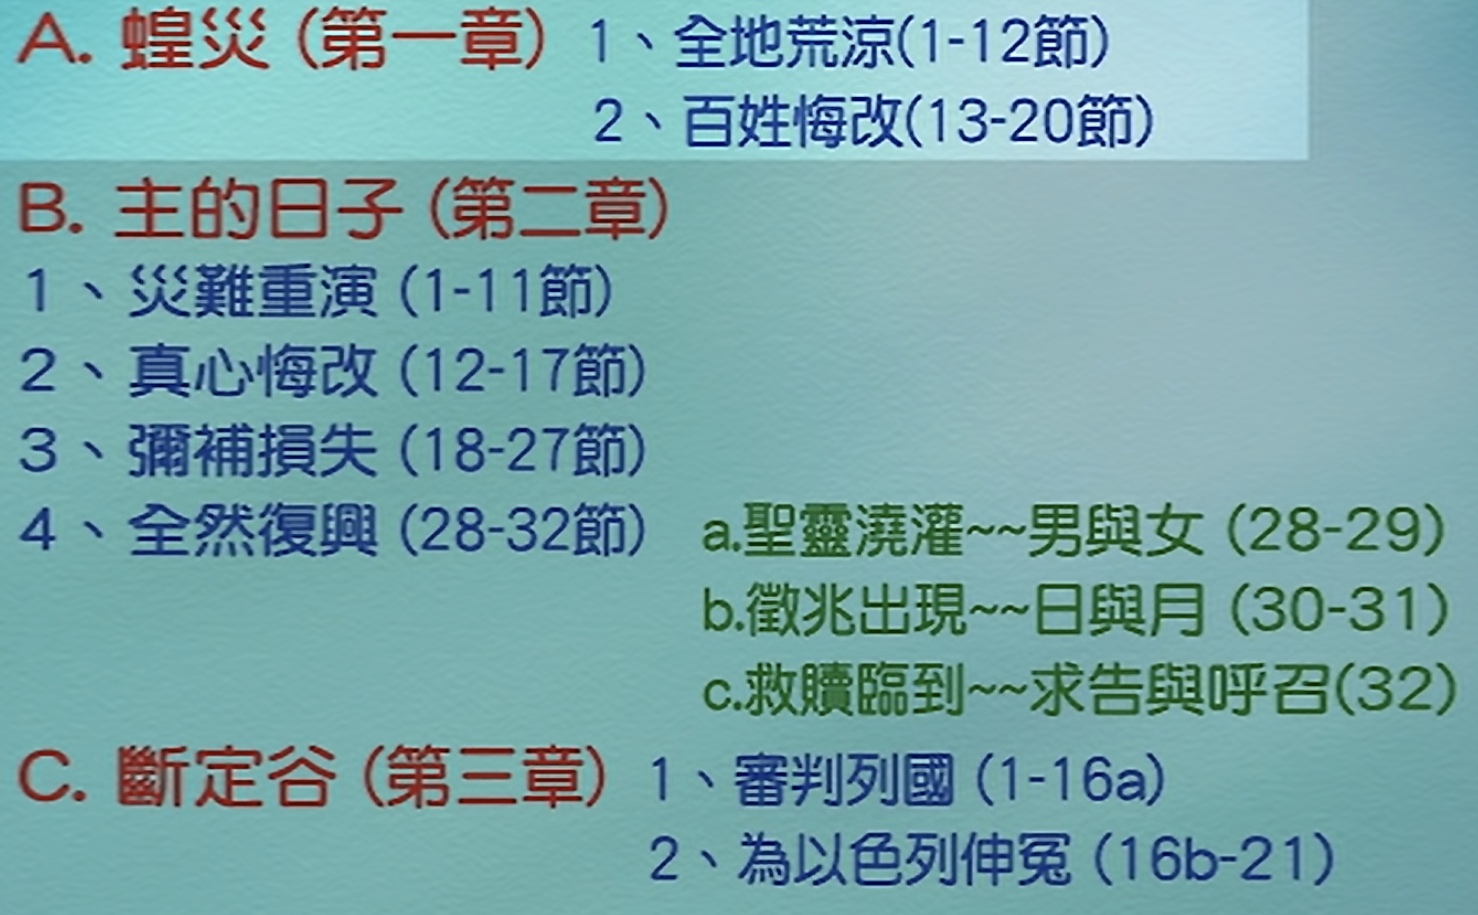 A. 蝗災 (第一章) 1、全地荒涼(1-12節)
2、百姓悔改(13-20節)
B. 主的日子 (第二章)
1、災難重演 (1-11節)
2、真心悔改 (12-17節)
3、彌補損失 (18-27節)
4、全然復興 (28-32節) a.聖靈澆灌~~男與女 (28-29)
b.徵兆出現~~日與月 (30-31)
c.救贖臨到~~求告與呼召(32)
C. 斷定谷 (第三章) 1、審判列國 (1-16a)
2、為以色列伸冤 (16b-21)